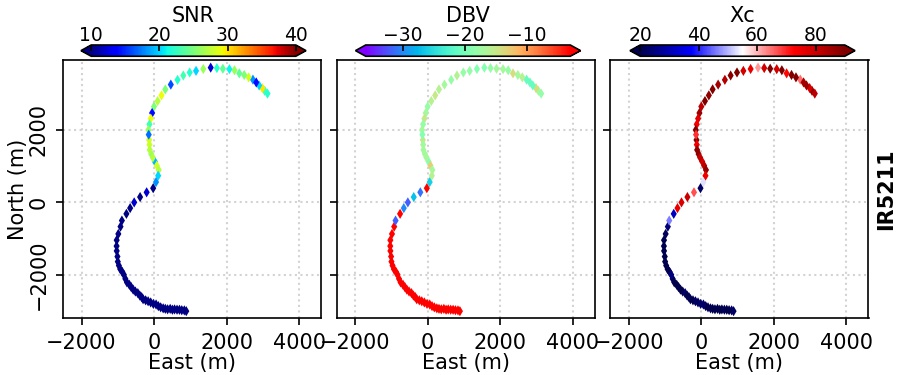 SNR DBV Xc
10 20 30 40 −30 −20 −10 20 40 60 80
North (m)
2000
0
−2000
IR5211
−2000 0 2000 4000 −2000 0 2000 4000 −2000 0 2000 4000
East (m) East (m) East (m)